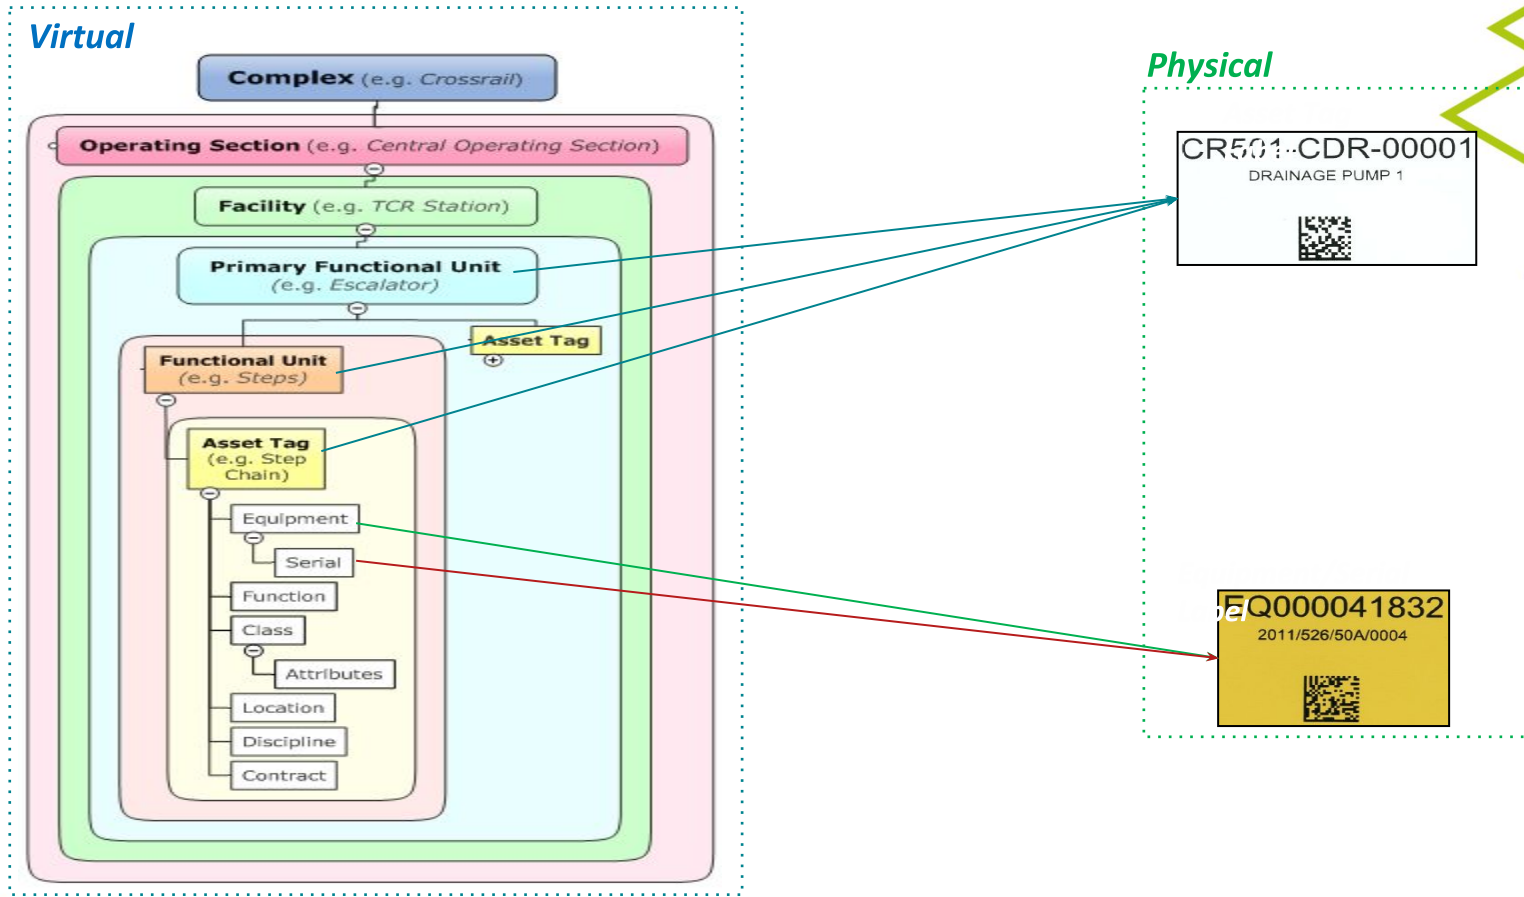 Virtual
Complex (e.g. Crossrail)
Operating Section (e.g. Central Operating Section)
Facility (e.g. TCR Station)
Primary Functional Unit
(e.g. Escalator)
Asset Tag
Functional Unit
(e.g. Steps)
Asset Tag
(e.g. Step
Chain)
Equipment
Serial
Function
Class
Attributes
Location
Discipline
Contract
Physical
CR501-CDR-00001
DRAINAGE PUMP 1
EQ000041832
2011/526/50A/0004